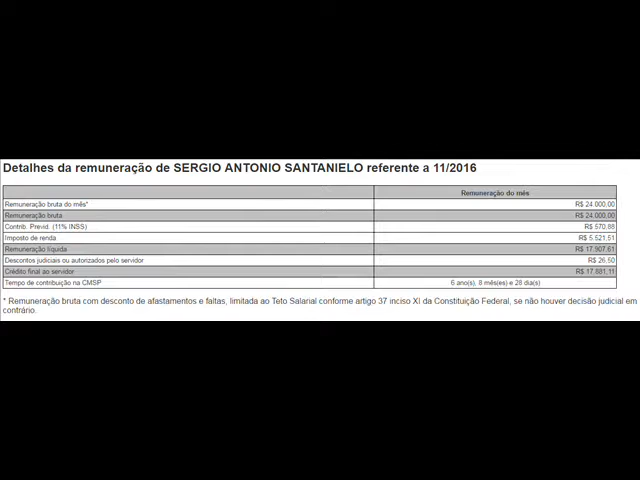 Detalhes da remuneração de SERGIO ANTONIO SANTANIELO referente a 11/2016
Remuneração do mês
Remuneração bruta do mês* R$ 24.000,00
Remuneração bruta R$ 24.000,00
Contrib. Previd. (11% INSS) R$ 570,88
Imposto de renda R$ 5.521,51
Remuneração líquida R$ 17.907,61
Descontos judiciais ou autorizados pelo servidor R$ 26,50
Crédito final ao servidor R$ 17.881,11
Tempo de contribuição na CMSP 6 ano(s), 8 mês(es) e 28 dia(s)
* Remuneração bruta com desconto de afastamentos e faltas, limitada ao Teto Salarial conforme artigo 37 inciso XI da Constituição Federal, se não houver decisão judicial em
contrário.